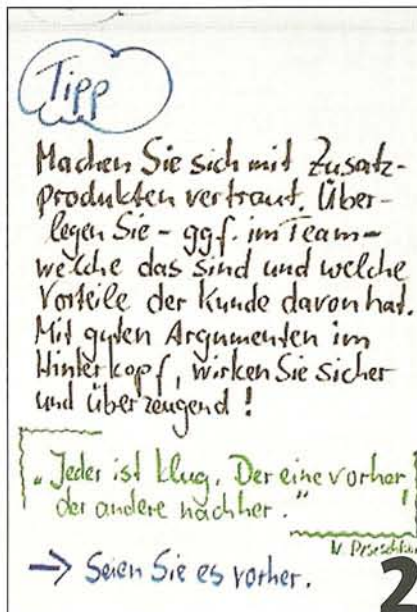 Tipp
Machen Sie sich mit Zusatz-
produkten vertraut. Über-
legen Sie - ggf. im Team -
welche das sind und welche
Vorteile der Kunde davon hat.
Mit guten Argumenten im
Hinterkopf, wirken Sie sicher
und überzeugend!
„Jeder ist klug. Der eine vorher,
der andere nachher.“
→ Seien Sie es vorher.
2